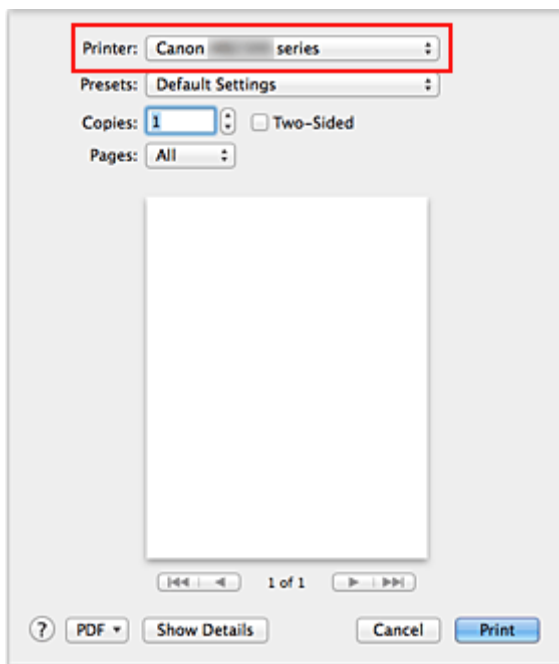 Printer: Canon series
Presets: Default Settings
Copies: 1 Two-Sided
Pages: All
1 of 1
? PDF Show Details Cancel Print